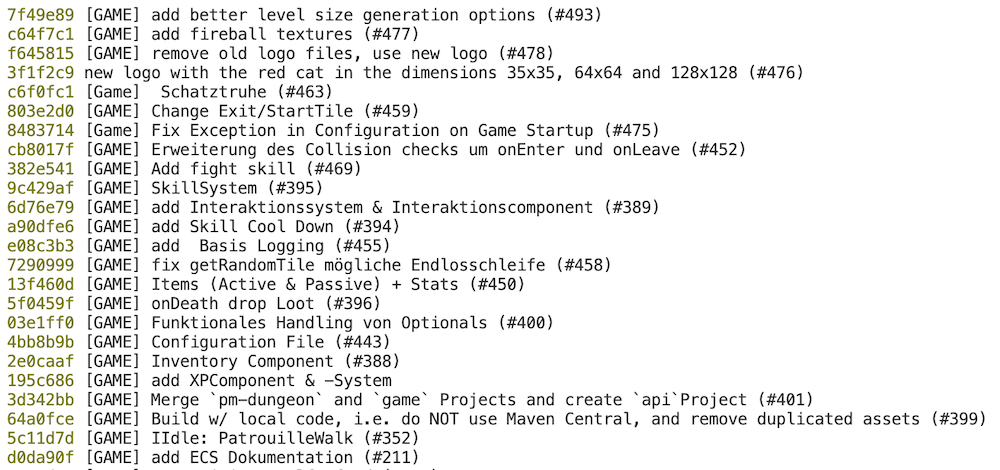 7f49e89 [GAME] add better level size generation options (#493)
c64f7c1 [GAME] add fireball textures (#477)
f645815 [GAME] remove old logo files, use new logo (#478)
3f1f2c9 new logo with the red cat in the dimensions 35x35, 64x64 and 128x128 (#476)
c6f0fc1 [Game]  Schatztruhe (#463)
803e2d0 [GAME] Change Exit/StartTile (#459)
8483714 [Game] Fix Exception in Configuration on Game Startup (#475)
cb8017f [GAME] Erweiterung des Collision checks um onEnter und onLeave (#452)
382e541 [GAME] Add fight skill (#469)
9c429af [GAME] SkillSystem (#395)
6d76e79 [GAME] add Interaktionssystem & Interaktionscomponent (#389)
a90dfe6 [GAME] add Skill Cool Down (#394)
e08c3b3 [GAME] add  Basis Logging (#455)
7290999 [GAME] fix getRandomTile mögliche Endlosschleife (#458)
13f460d [GAME] Items (Active & Passive) + Stats (#450)
5f0459f [GAME] onDeath drop Loot (#396)
03e1ff0 [GAME] Funktionales Handling von Optionals (#400)
4bb8b9b [GAME] Configuration File (#443)
2e0caaf [GAME] Inventory Component (#388)
195c686 [GAME] add XPComponent & –System
3d342bb [GAME] Merge `pm-dungeon` and `game` Projects and create `api`Project (#401)
64a0fce [GAME] Build w/ local code, i.e. do NOT use Maven Central, and remove duplicated assets (#399)
5c11d7d [GAME] IIdle: PatrouilleWalk (#352)
d0da90f [GAME] add ECS Dokumentation (#211)